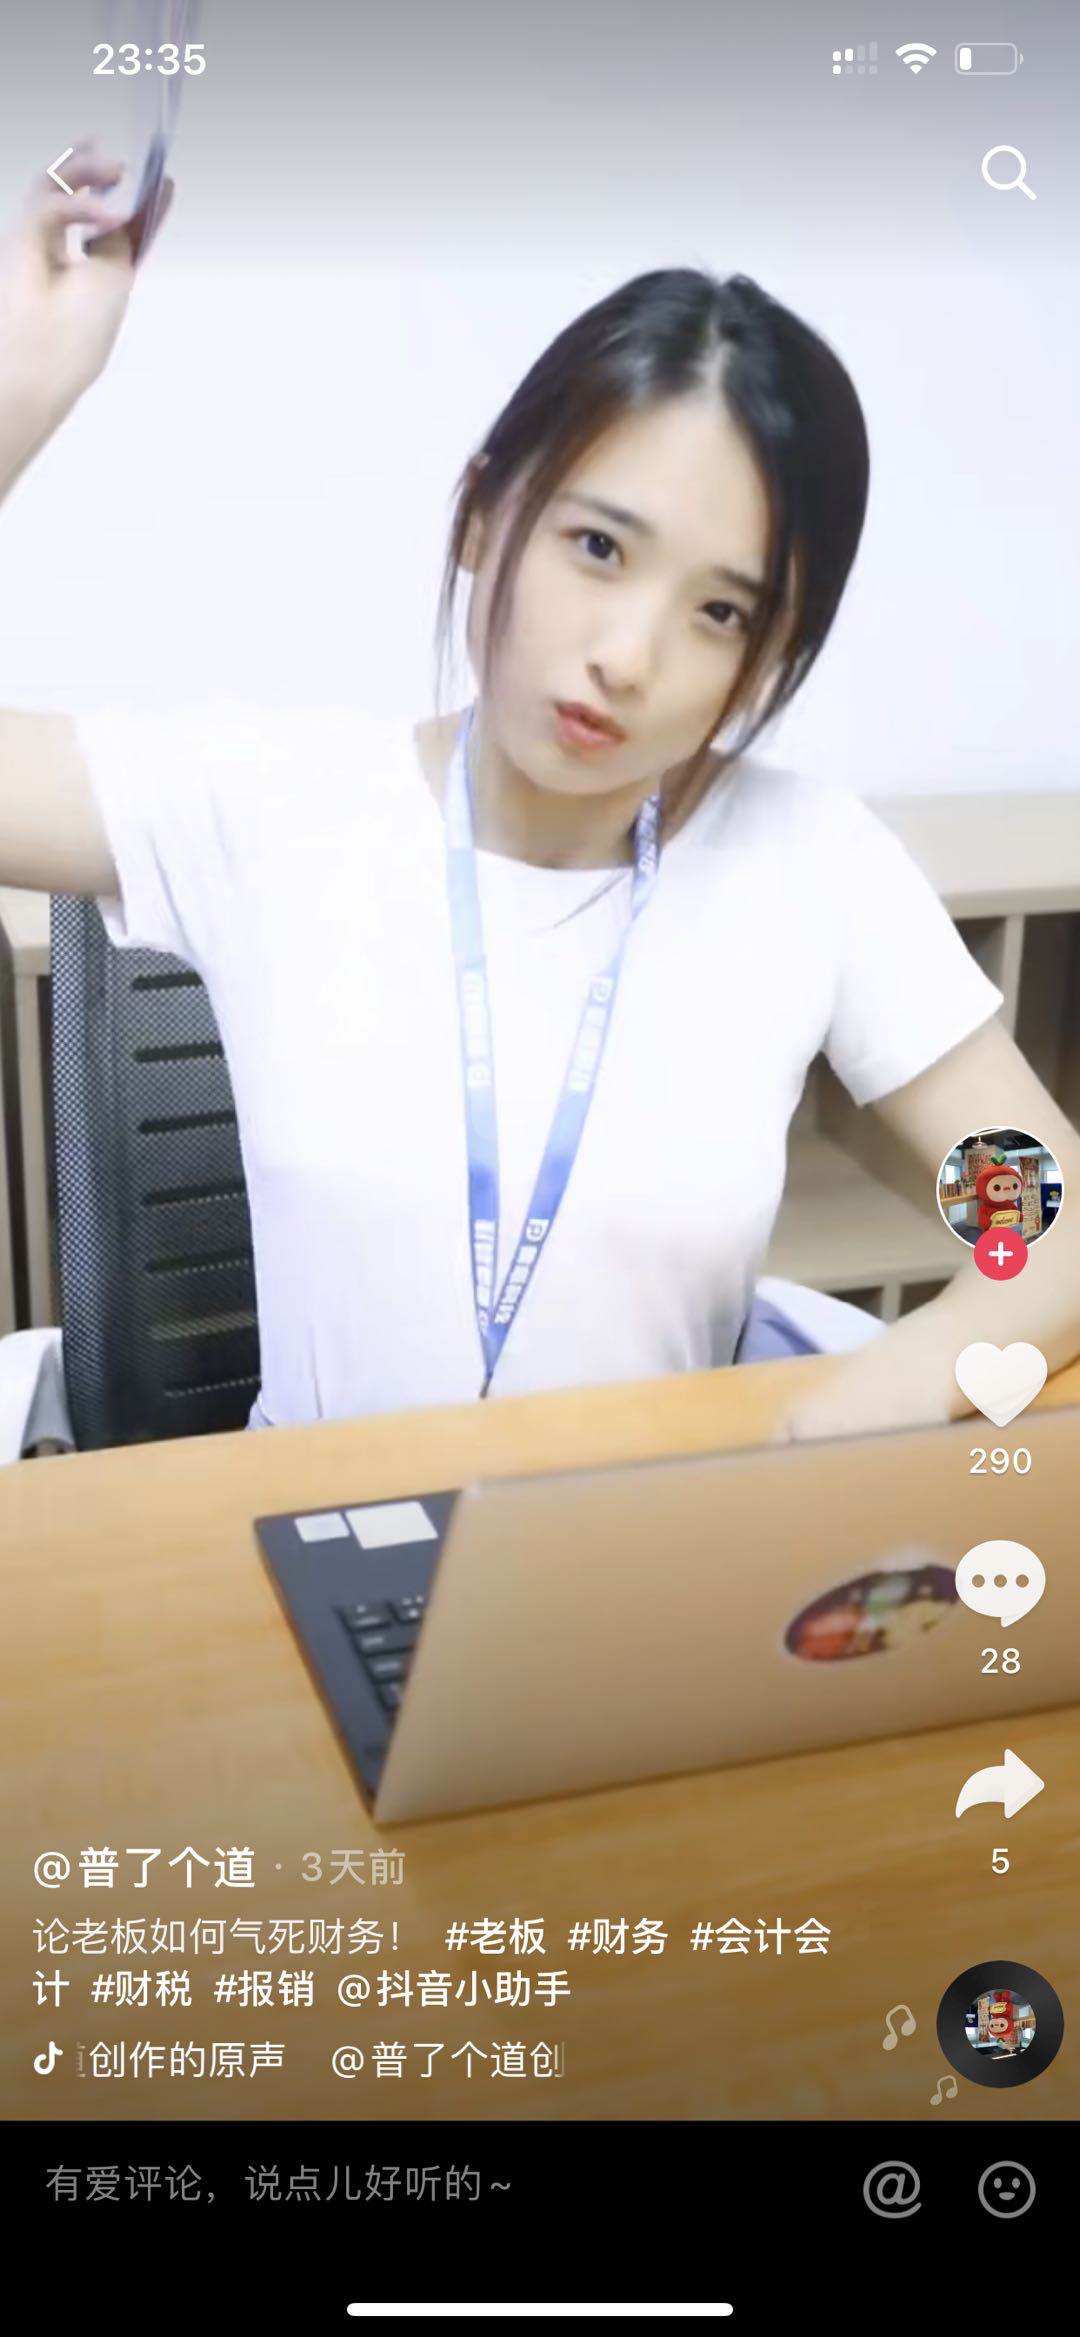 23:35
290
28
5
@普了个道 · 3天前
论老板如何气死财务！ #老板 #财务 #会计会
计 #财税 #报销 @抖音小助手
创作的原声 @普了个道创
有爱评论，说点儿好听的~